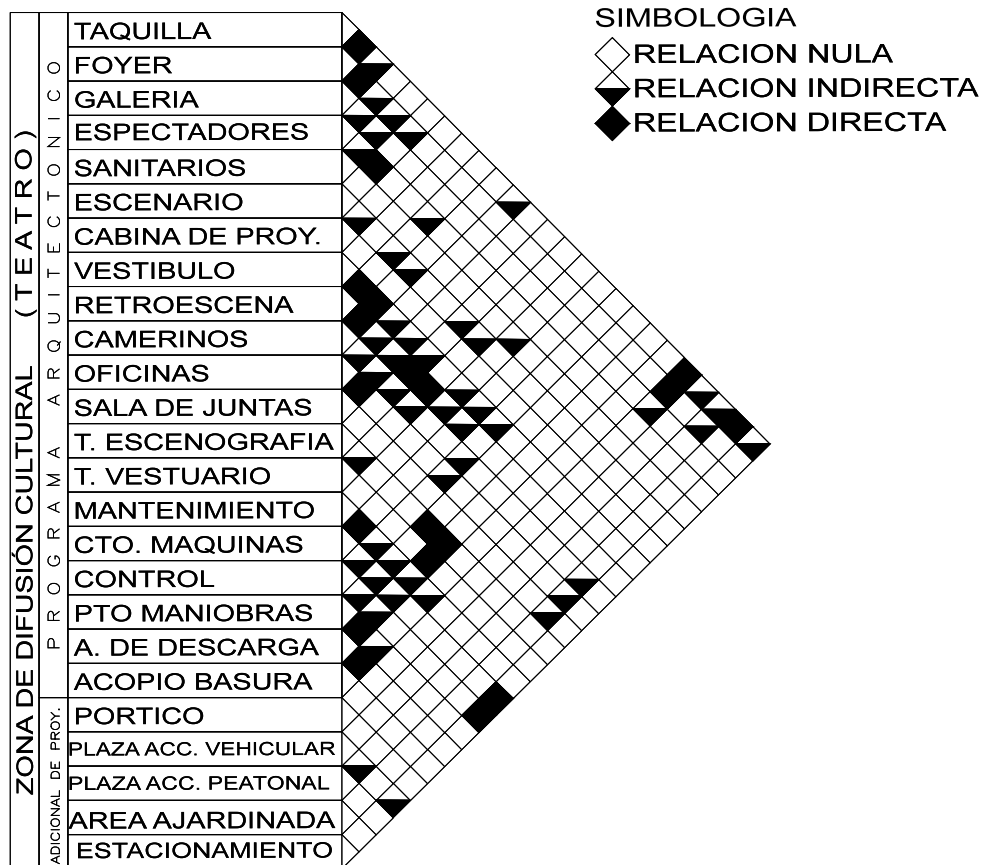 ZONA DE DIFUSIÓN CULTURAL (TEATRO)
PROGRAMA ARQUITECTONICO
ADICIONAL DE PROY.
TAQUILLA
FOYER
GALERIA
ESPECTADORES
SANITARIOS
ESCENARIO
CABINA DE PROY.
VESTIBULO
RETROESCENA
CAMERINOS
OFICINAS
SALA DE JUNTAS
T. ESCENOGRAFIA
T. VESTUARIO
MANTENIMIENTO
CTO. MAQUINAS
CONTROL
PTO MANIOBRAS
A. DE DESCARGA
ACOPIO BASURA
PORTICO
PLAZA ACC. VEHICULAR
PLAZA ACC. PEATONAL
AREA AJARDINADA
ESTACIONAMIENTO
SIMBOLOGIA
RELACION NULA
RELACION INDIRECTA
RELACION DIRECTA